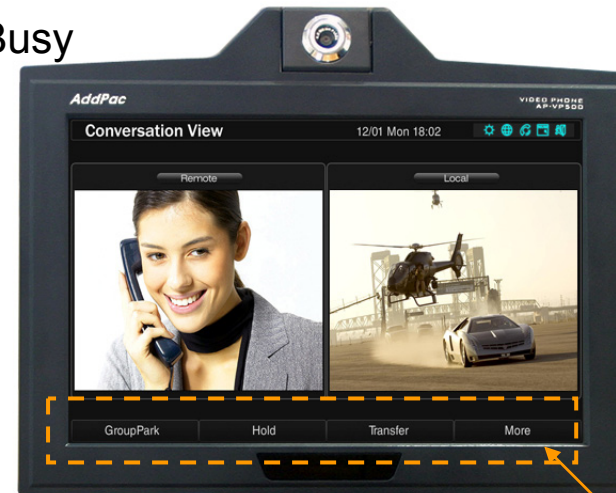 Busy
AddPac
VIDEO PHONE
AP-VP500
Conversation View 12/01 Mon 18:02
Remote Local
GroupPark Hold Transfer More